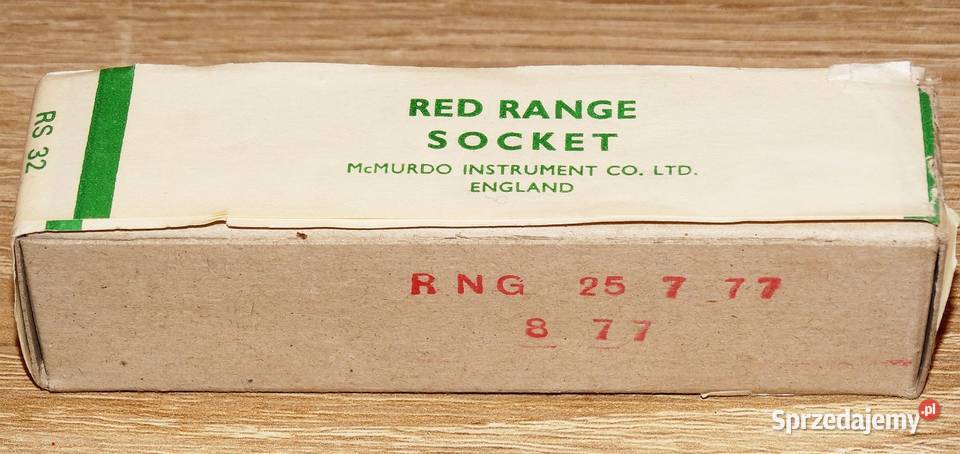 RS 32
RED RANGE
SOCKET
McMURDO INSTRUMENT CO. LTD.
ENGLAND
RNG 25 7 77
8 77
Sprzedajemy.pl